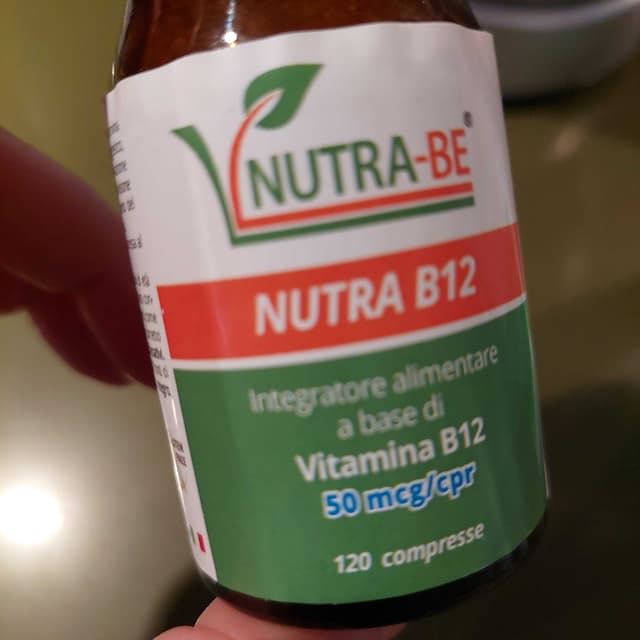 NUTRA-BE®
NUTRA B12
Integratore alimentare
a base di
Vitamina B12
50 mcg/cpr
120 compresse